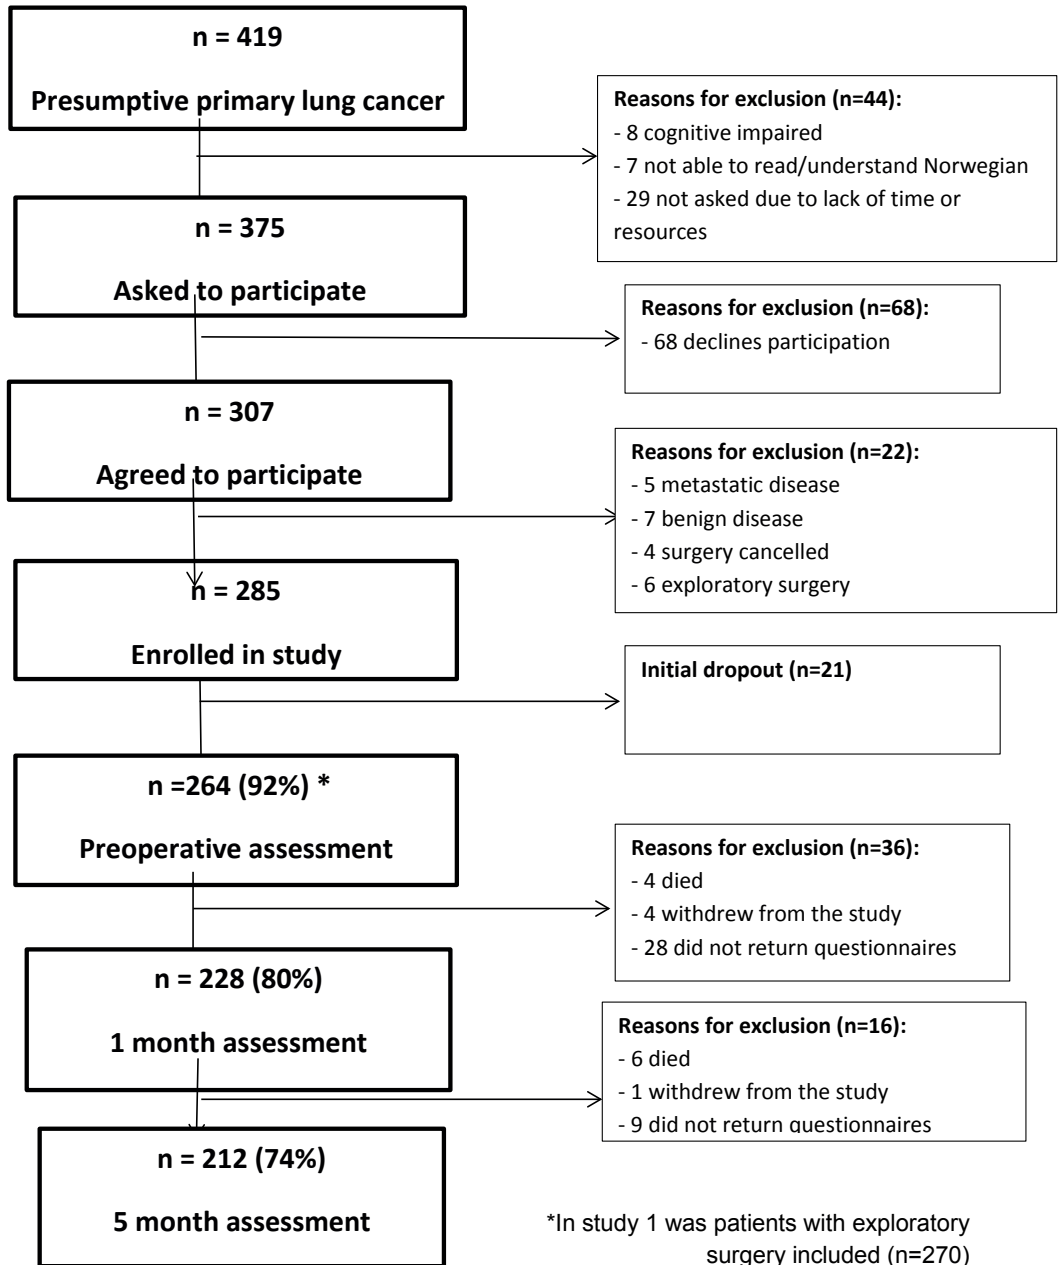 n = 419
Presumptive primary lung cancer
Reasons for exclusion (n=44):
- 8 cognitive impaired
- 7 not able to read/understand Norwegian
- 29 not asked due to lack of time or
resources
n = 375
Asked to participate
Reasons for exclusion (n=68):
- 68 declines participation
n = 307
Agreed to participate
Reasons for exclusion (n=22):
- 5 metastatic disease
- 7 benign disease
- 4 surgery cancelled
- 6 exploratory surgery
n = 285
Enrolled in study
Initial dropout (n=21)
n =264 (92%) *
Preoperative assessment
Reasons for exclusion (n=36):
- 4 died
- 4 withdrew from the study
- 28 did not return questionnaires
n = 228 (80%)
1 month assessment
Reasons for exclusion (n=16):
- 6 died
- 1 withdrew from the study
- 9 did not return questionnaires
n = 212 (74%)
5 month assessment
*In study 1 was patients with exploratory
surgery included (n=270)